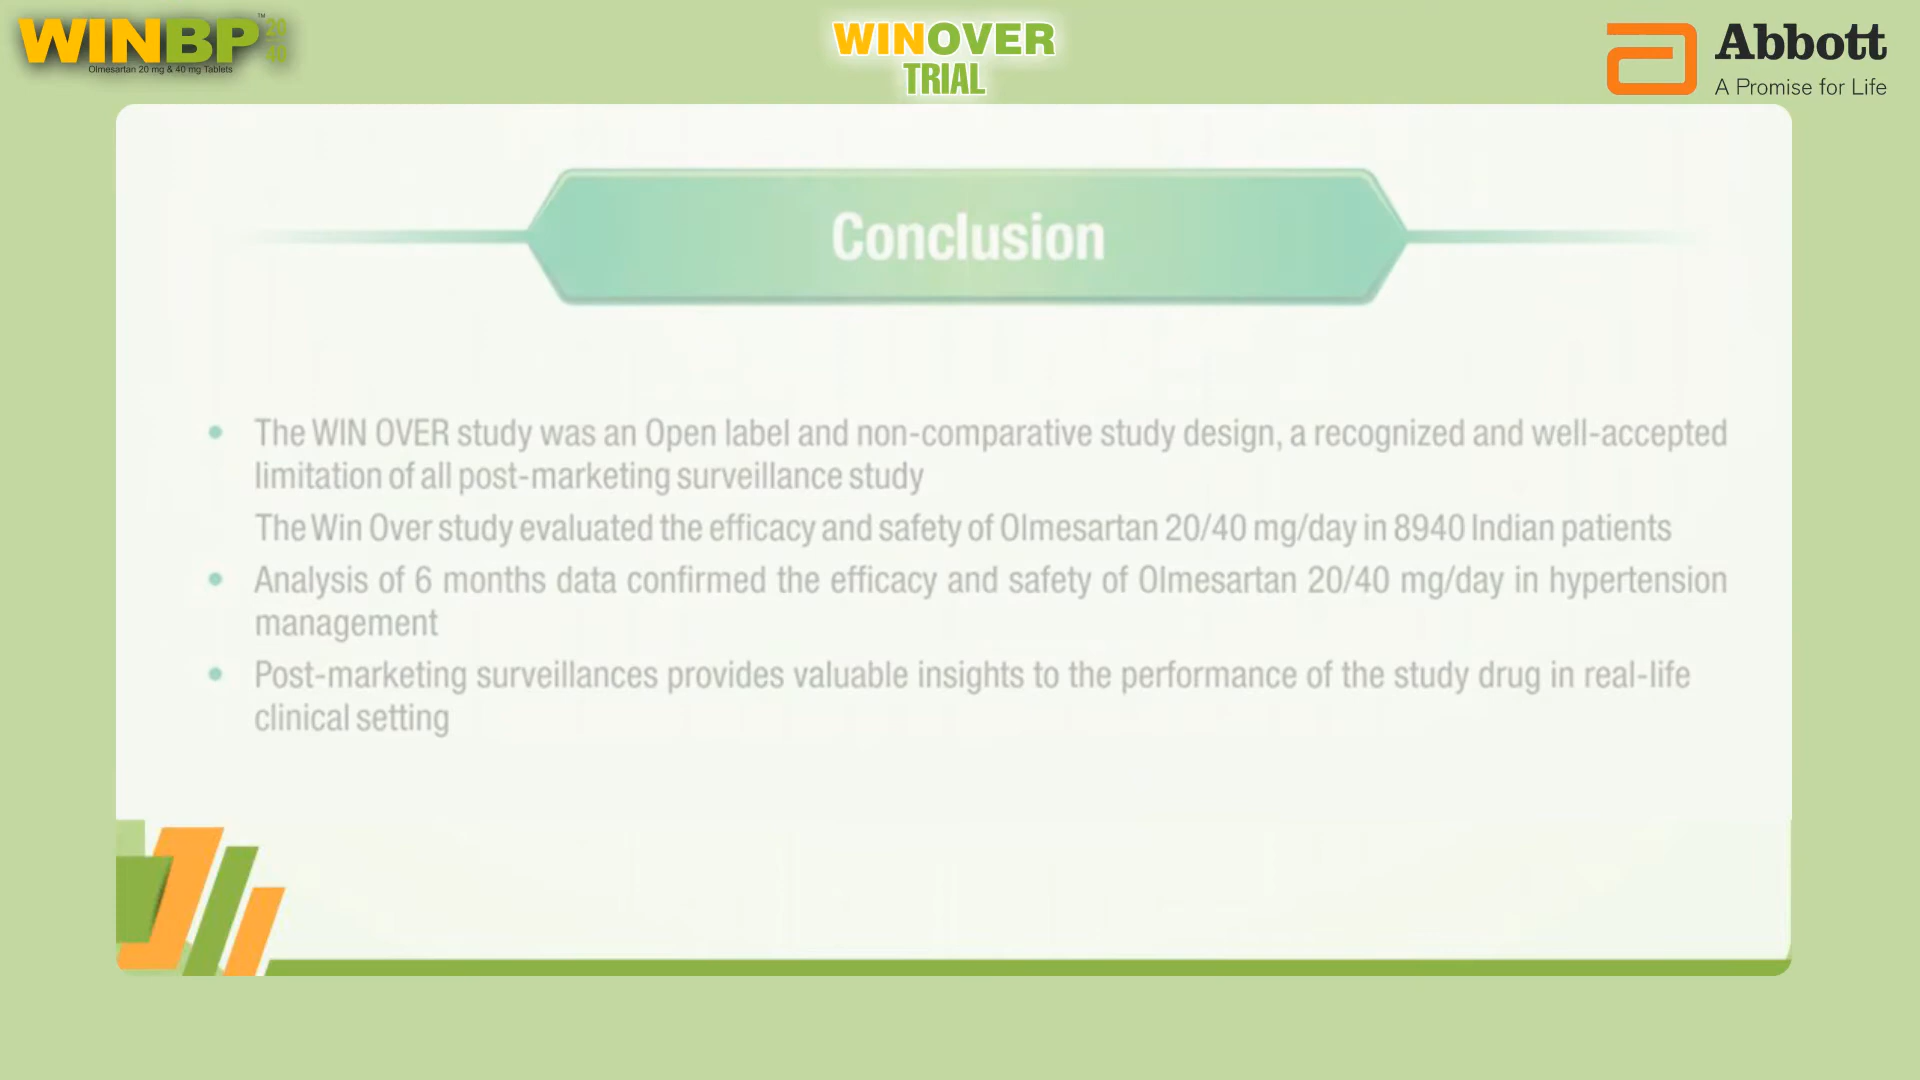 WINBP™ 20 40
Olmesartan 20 mg & 40 mg Tablets
WINOVER
TRIAL
Abbott
A Promise for Life
Conclusion
• The WIN OVER study was an Open label and non-comparative study design, a recognized and well-accepted
limitation of all post-marketing surveillance study
The Win Over study evaluated the efficacy and safety of Olmesartan 20/40 mg/day in 8940 Indian patients
• Analysis of 6 months data confirmed the efficacy and safety of Olmesartan 20/40 mg/day in hypertension
management
• Post-marketing surveillances provides valuable insights to the performance of the study drug in real-life
clinical setting